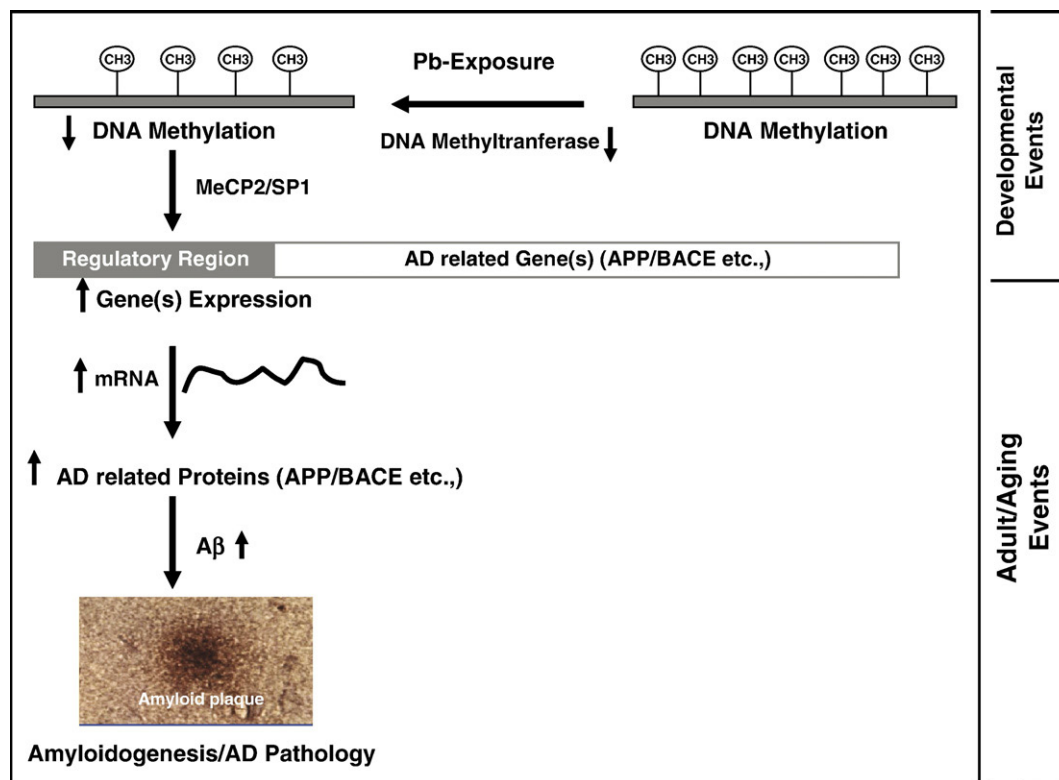 CH3 CH3 CH3 CH3
Pb-Exposure
CH3 CH3 CH3 CH3 CH3 CH3 CH3
DNA Methylation
DNA Methyltranferase
DNA Methylation
MeCP2/SP1
Regulatory Region
AD related Gene(s) (APP/BACE etc.,)
Gene(s) Expression
mRNA
AD related Proteins (APP/BACE etc.,)
Aβ
Amyloid plaque
Amyloidogenesis/AD Pathology
Developmental
Events
Adult/Aging
Events